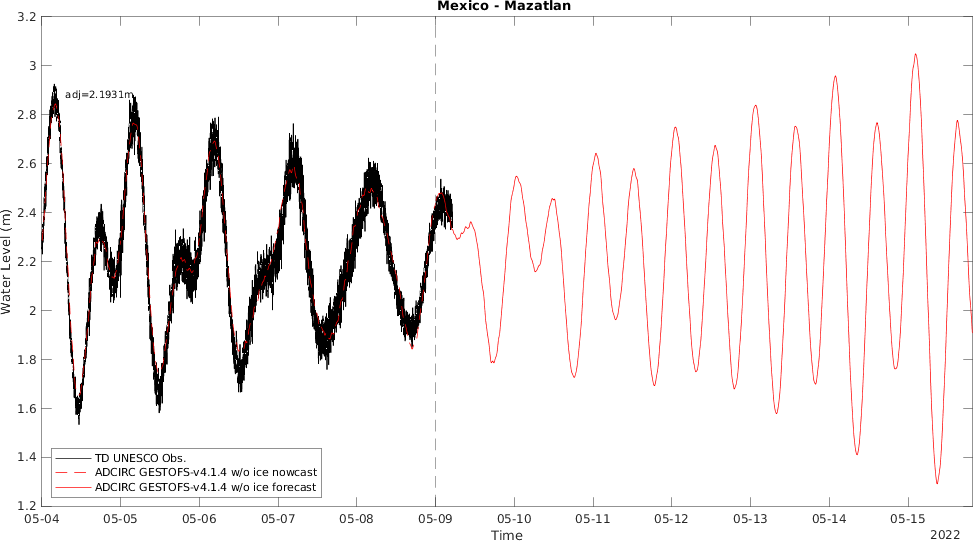 Mexico - Mazatlan
3.2
3
2.8
2.6
2.4
2.2
2
1.8
1.6
1.4
1.2
Water Level (m)
adj=2.1931m
TD UNESCO Obs.
ADCIRC GESTOFS-v4.1.4 w/o ice nowcast
ADCIRC GESTOFS-v4.1.4 w/o ice forecast
05-04 05-05 05-06 05-07 05-08 05-09 05-10 05-11 05-12 05-13 05-14 05-15
Time
2022